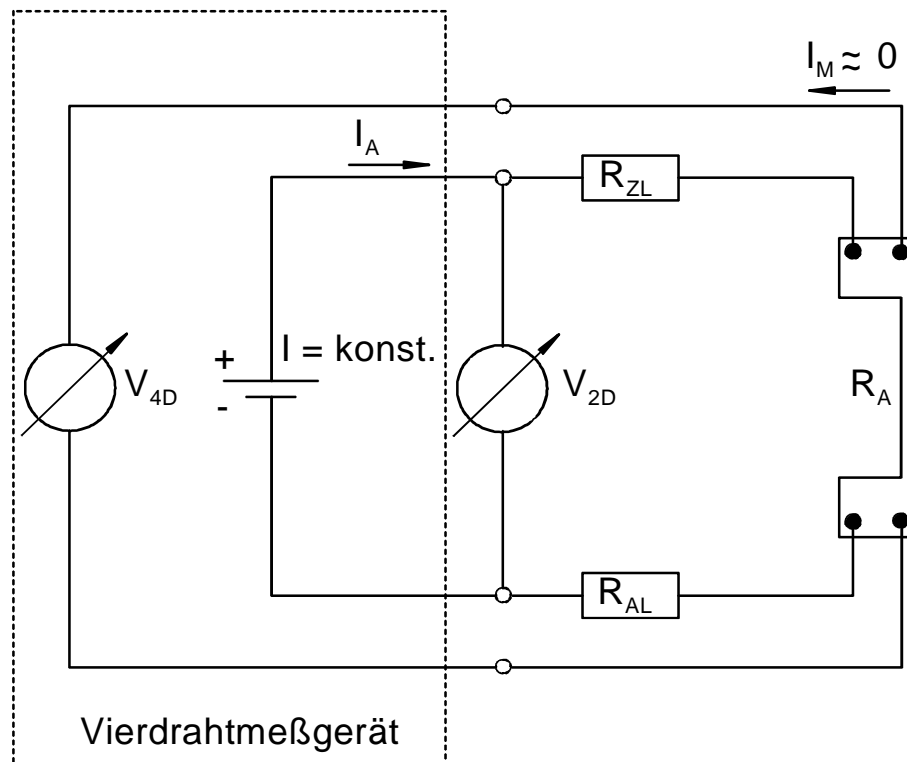 I_M ≈ 0
I_A
R_ZL
+
I = konst.
-
V_4D
V_2D
R_A
R_AL
Vierdrahtmeßgerät